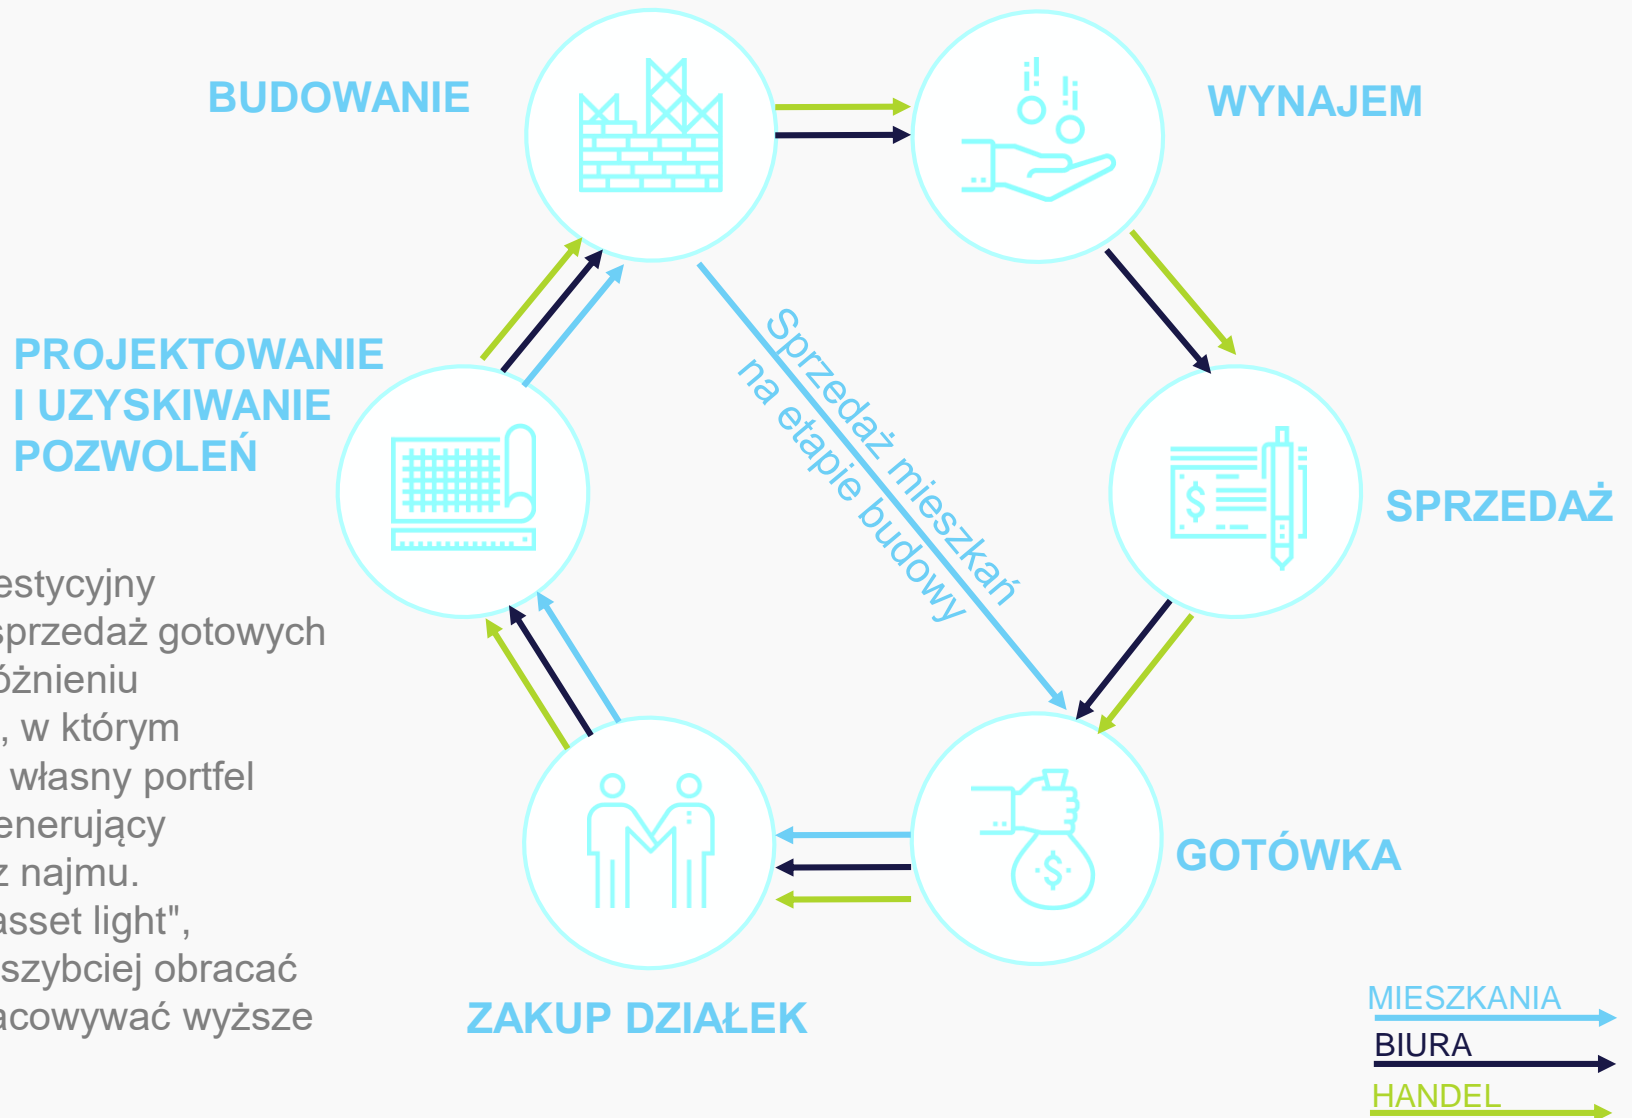 BUDOWANIE
WYNAJEM
PROJEKTOWANIE
I UZYSKIWANIE
POZWOLEŃ
Sprzedaż mieszkań
na etapie budowy
SPRZEDAŻ
estycyjny
sprzedaż gotowych
óżnieniu
, w którym
własny portfel
enerujący
z najmu.
asset light",
szybciej obracać
acowywać wyższe
GOTÓWKA
ZAKUP DZIAŁEK
MIESZKANIA
BIURA
HANDEL